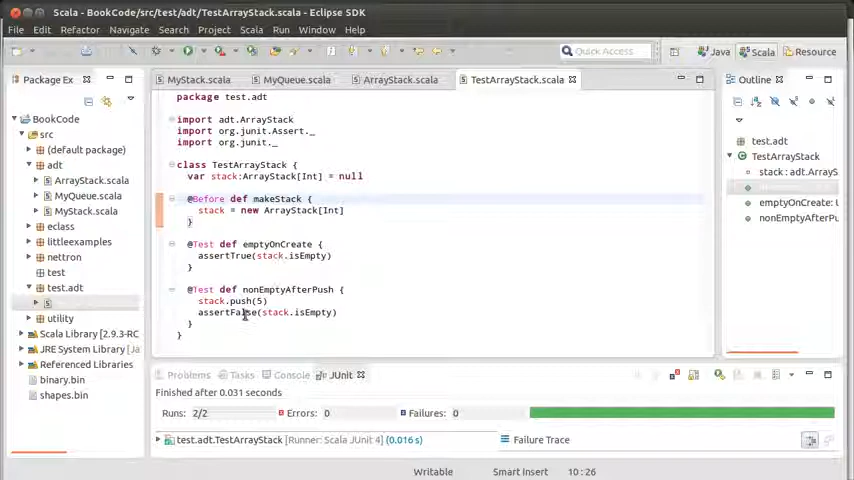 Scala - BookCode/src/test/adt/TestArrayStack.scala - Eclipse SDK
File Edit Refactor Navigate Search Project Scala Run Window Help
Quick Access Java Scala Resource
Package Ex
MyStack.scala MyQueue.scala ArrayStack.scala TestArrayStack.scala
Outline
BookCode
src
(default package)
adt
ArrayStack.scala
MyQueue.scala
MyStack.scala
eclass
littleexamples
nettron
test
test.adt
utility
Scala Library [2.9.3-RC
JRE System Library [Ja
Referenced Libraries
binary.bin
shapes.bin
package test.adt
import adt.ArrayStack
import org.junit.Assert._
import org.junit._
class TestArrayStack {
var stack:ArrayStack[Int] = null
@Before def makeStack {
stack = new ArrayStack[Int]
}
@Test def emptyOnCreate {
assertTrue(stack.isEmpty)
}
@Test def nonEmptyAfterPush {
stack.push(5)
assertFalse(stack.isEmpty)
}
}
test.adt
TestArrayStack
stack : adt.ArrayS
emptyOnCreate: U
nonEmptyAfterPu
Problems Tasks Console JUnit
Finished after 0.031 seconds
Runs: 2/2 Errors: 0 Failures: 0
test.adt.TestArrayStack [Runner: Scala JUnit 4] (0.016 s)
Failure Trace
Writable Smart Insert 10:26